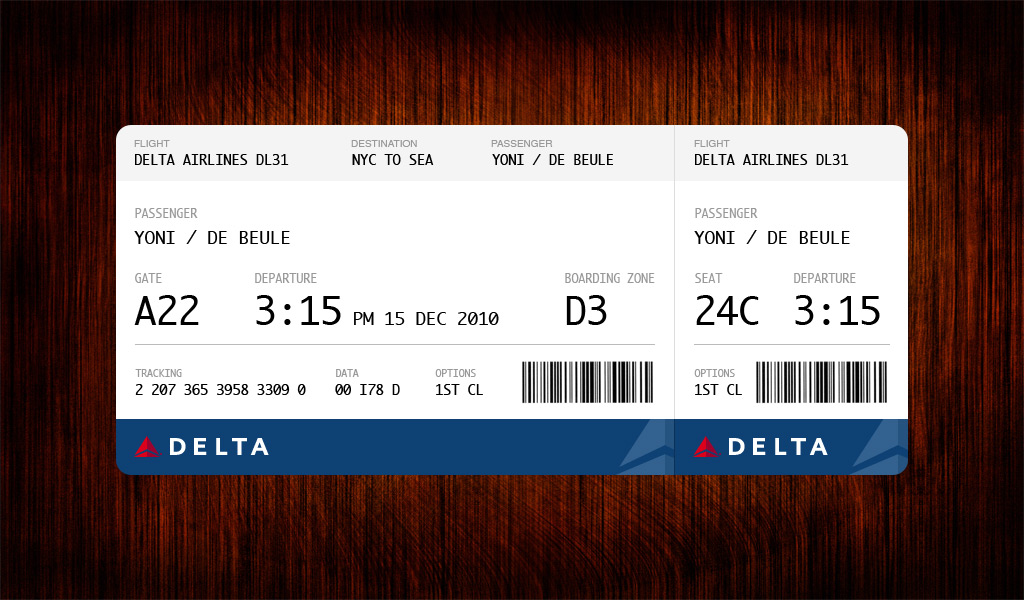 FLIGHT DESTINATION PASSENGER
DELTA AIRLINES DL31 NYC TO SEA YONI / DE BEULE
PASSENGER
YONI / DE BEULE
GATE DEPARTURE BOARDING ZONE
A22 3:15 PM 15 DEC 2010 D3
TRACKING DATA OPTIONS
2 207 365 3958 3309 0 00 I78 D 1ST CL
DELTA
FLIGHT
DELTA AIRLINES DL31
PASSENGER
YONI / DE BEULE
SEAT DEPARTURE
24C 3:15
OPTIONS
1ST CL
DELTA